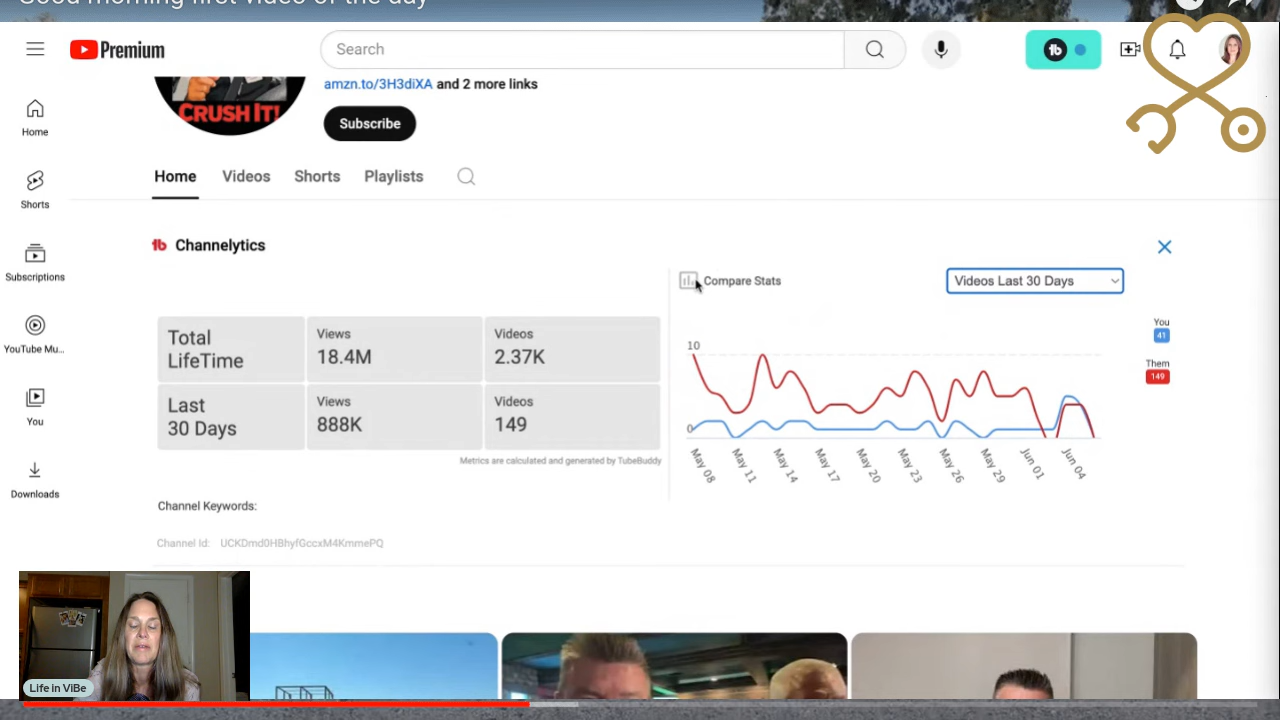 Good morning first video of the day
Premium
Search
amzn.to/3H3diXA and 2 more links
CRUSH IT!
Subscribe
Home
Shorts
Subscriptions
YouTube Mu...
You
Downloads
Home Videos Shorts Playlists
Channelytics
Compare Stats
Videos Last 30 Days
Total LifeTime
Views
18.4M
Videos
2.37K
Last 30 Days
Views
888K
Videos
149
Metrics are calculated and generated by TubeBuddy
10
0
May 08
May 11
May 14
May 17
May 20
May 23
May 26
May 29
Jun 01
Jun 04
You
41
Them
149
Channel Keywords:
Channel Id: UCKDmd0HBhyfGccxM4KmmePQ
Life in ViBe